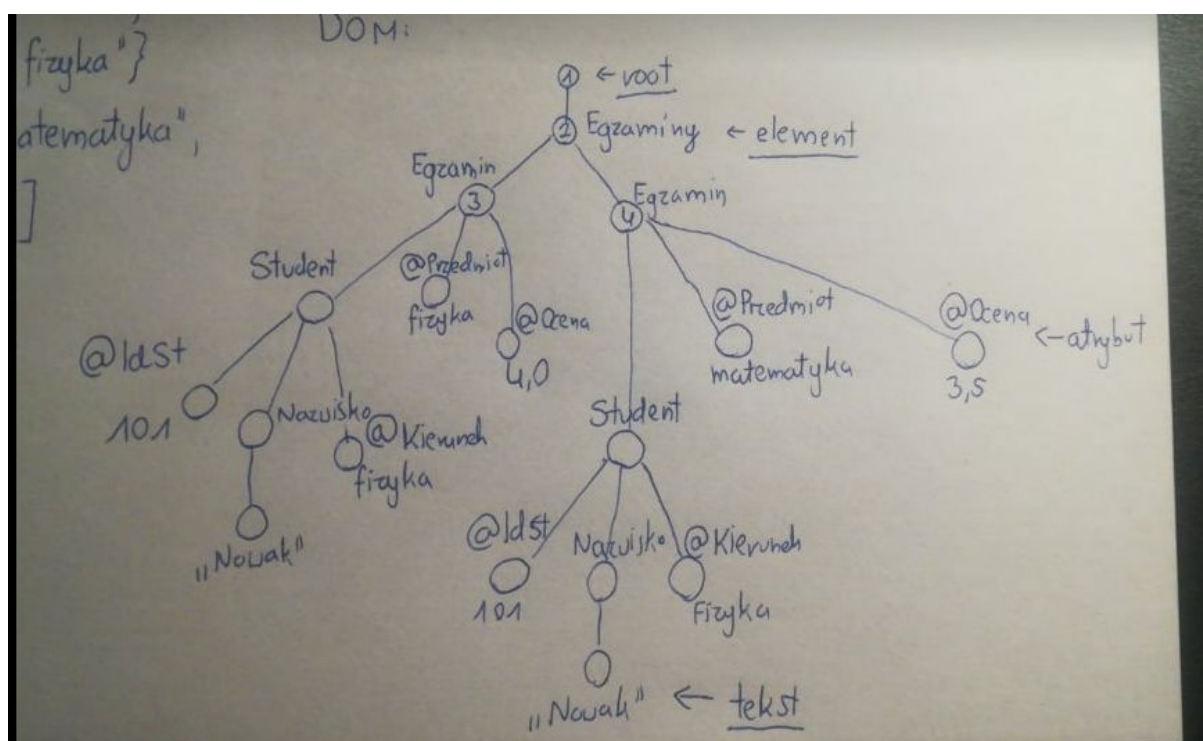 DOM:
fizyka"}
① ← root
atematyka",
② Egzaminy ← element
]
Egzamin
③
Egzamin
④
Student
@Przedmiot
fizyka
@Ocena
4,0
@Przedmiot
matematyka
@Ocena ← atrybut
3,5
@IdSt
101
Nazwisko
@Kierunek
fizyka
„Nowak"
Student
@IdSt
101
Nazwisko
@Kierunek
Fizyka
„Nowak" ← tekst